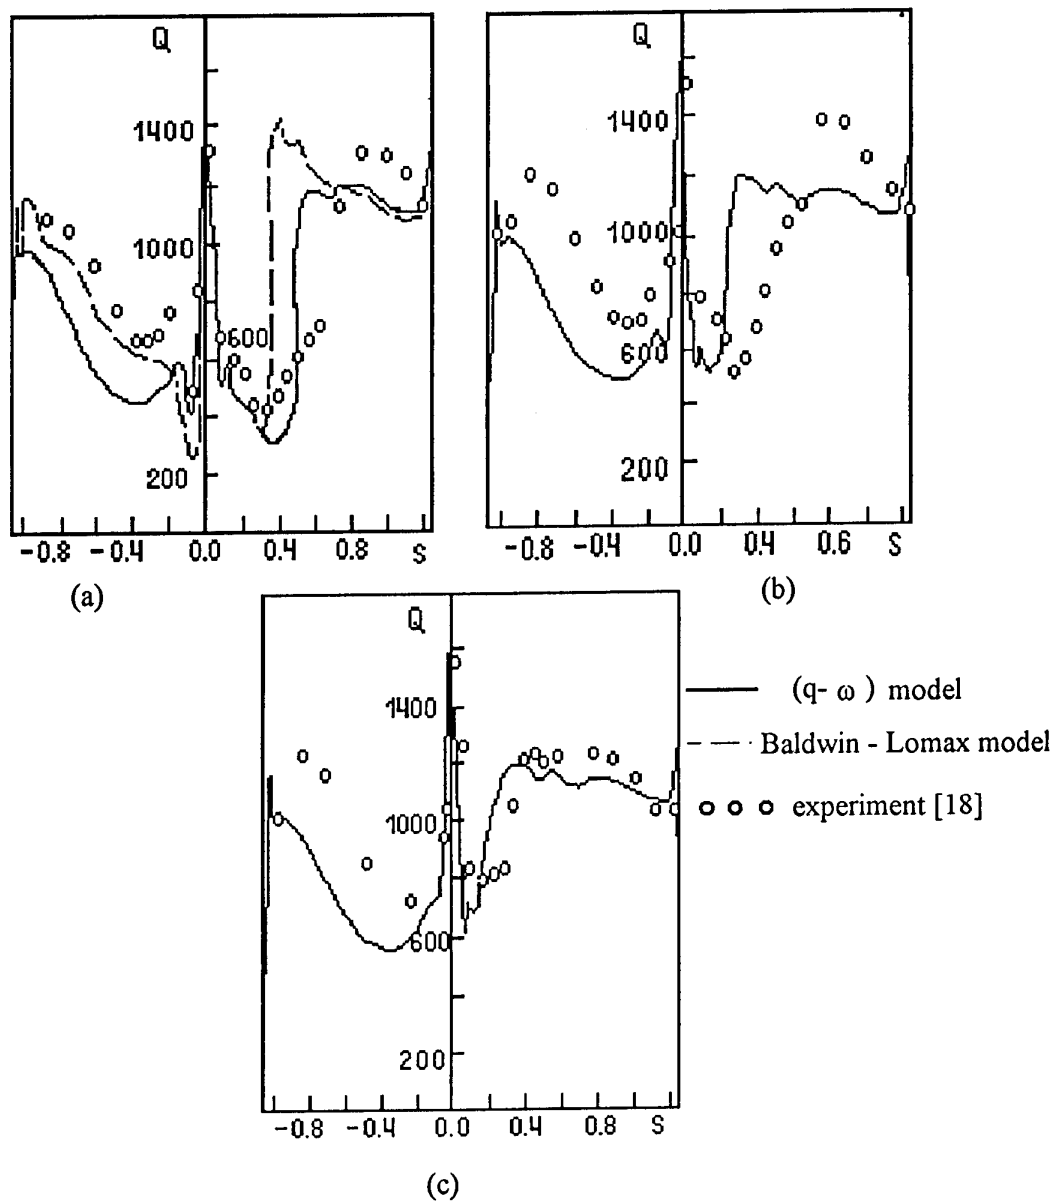 Q
1400
1000
600
200
-0.8 -0.4 0.0 0.4 0.8 S
(a)
Q
1400
1000
600
200
-0.8 -0.4 0.0 0.4 0.6 S
(b)
Q
1400
1000
600
200
-0.8 -0.4 0.0 0.4 0.8 S
(c)
(q- ω ) model
Baldwin - Lomax model
experiment [18]